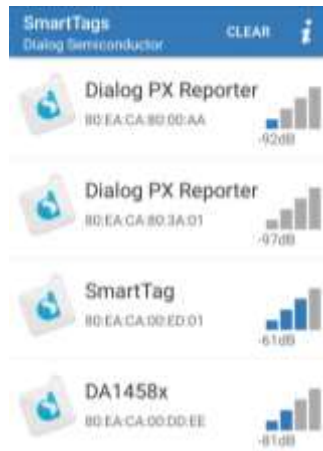 SmartTags
CLEAR
i
Dialog Semiconductor
Dialog PX Reporter
80:EA:CA:80:00:AA
-92dB
Dialog PX Reporter
80:EA:CA:80:3A:01
-97dB
SmartTag
80:EA:CA:00:ED:01
-61dB
DA1458x
80:EA:CA:00:DD:EE
-81dB